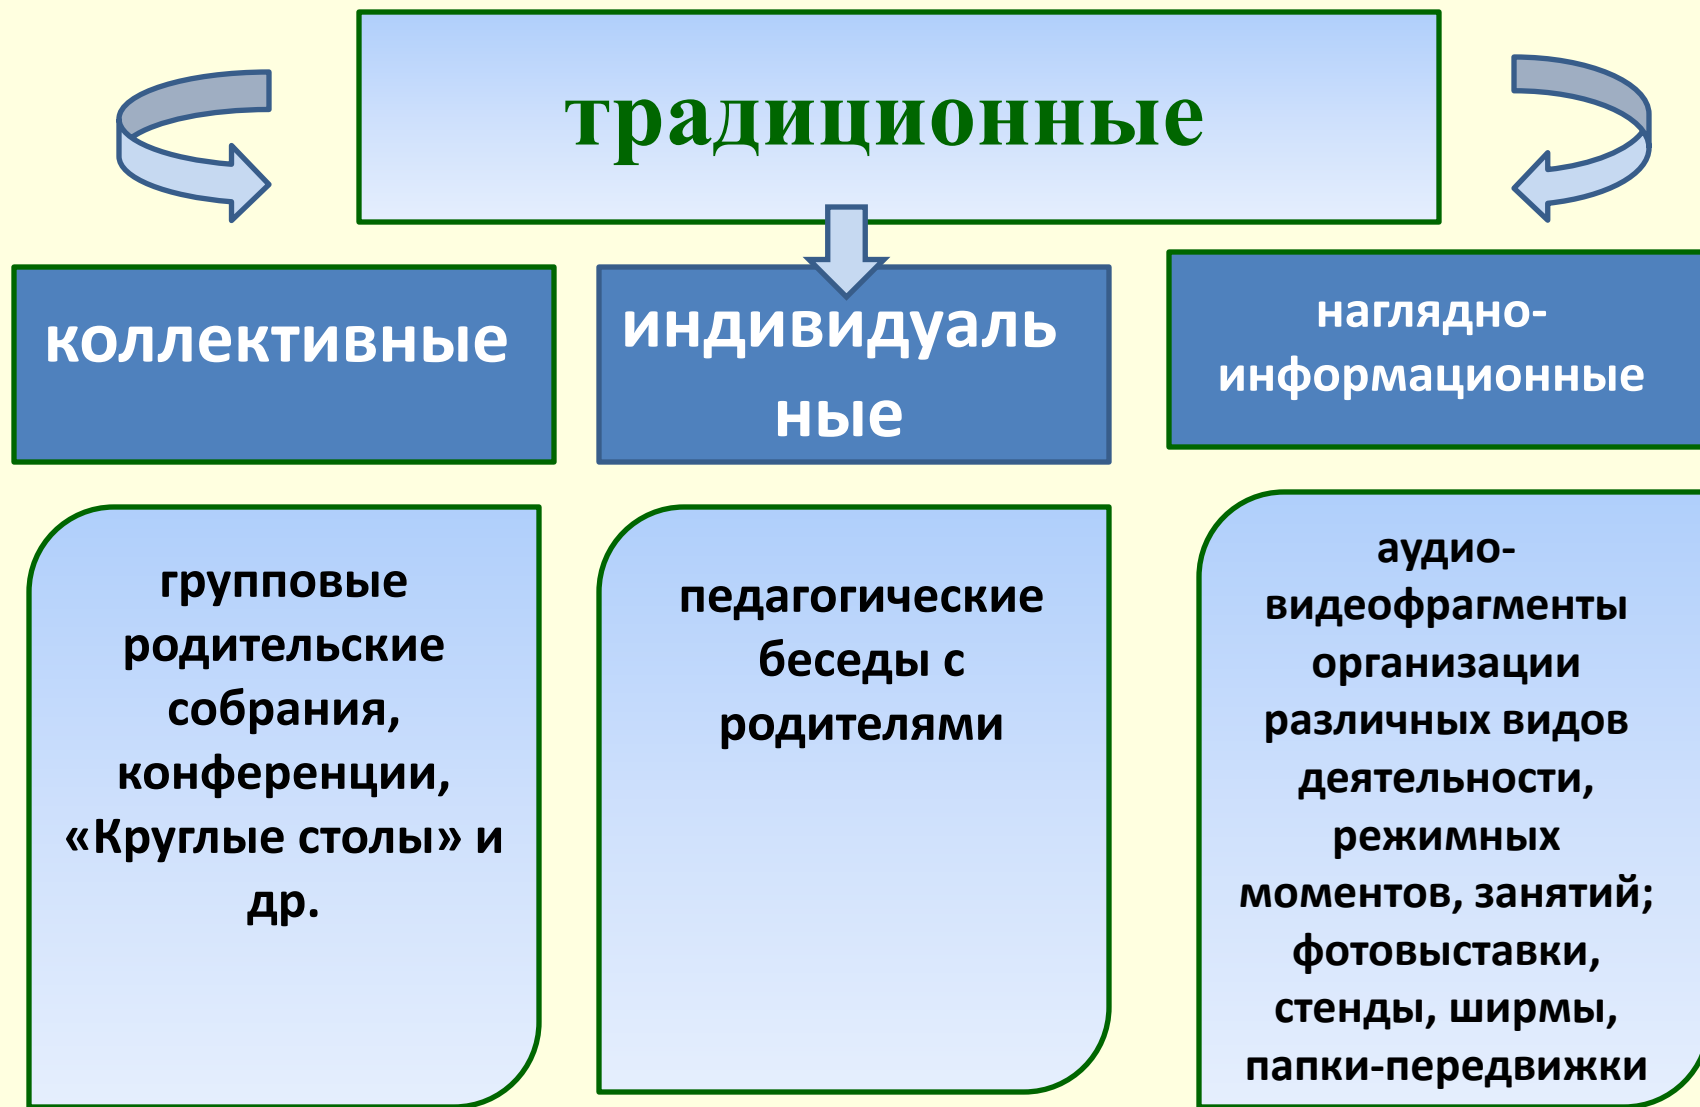 традиционные
коллективные
индивидуаль
ные
наглядно-
информационные
групповые
родительские
собрания,
конференции,
«Круглые столы» и
др.
педагогические
беседы с
родителями
аудио-
видеофрагменты
организации
различных видов
деятельности,
режимных
моментов, занятий;
фотовыставки,
стенды, ширмы,
папки-передвижки